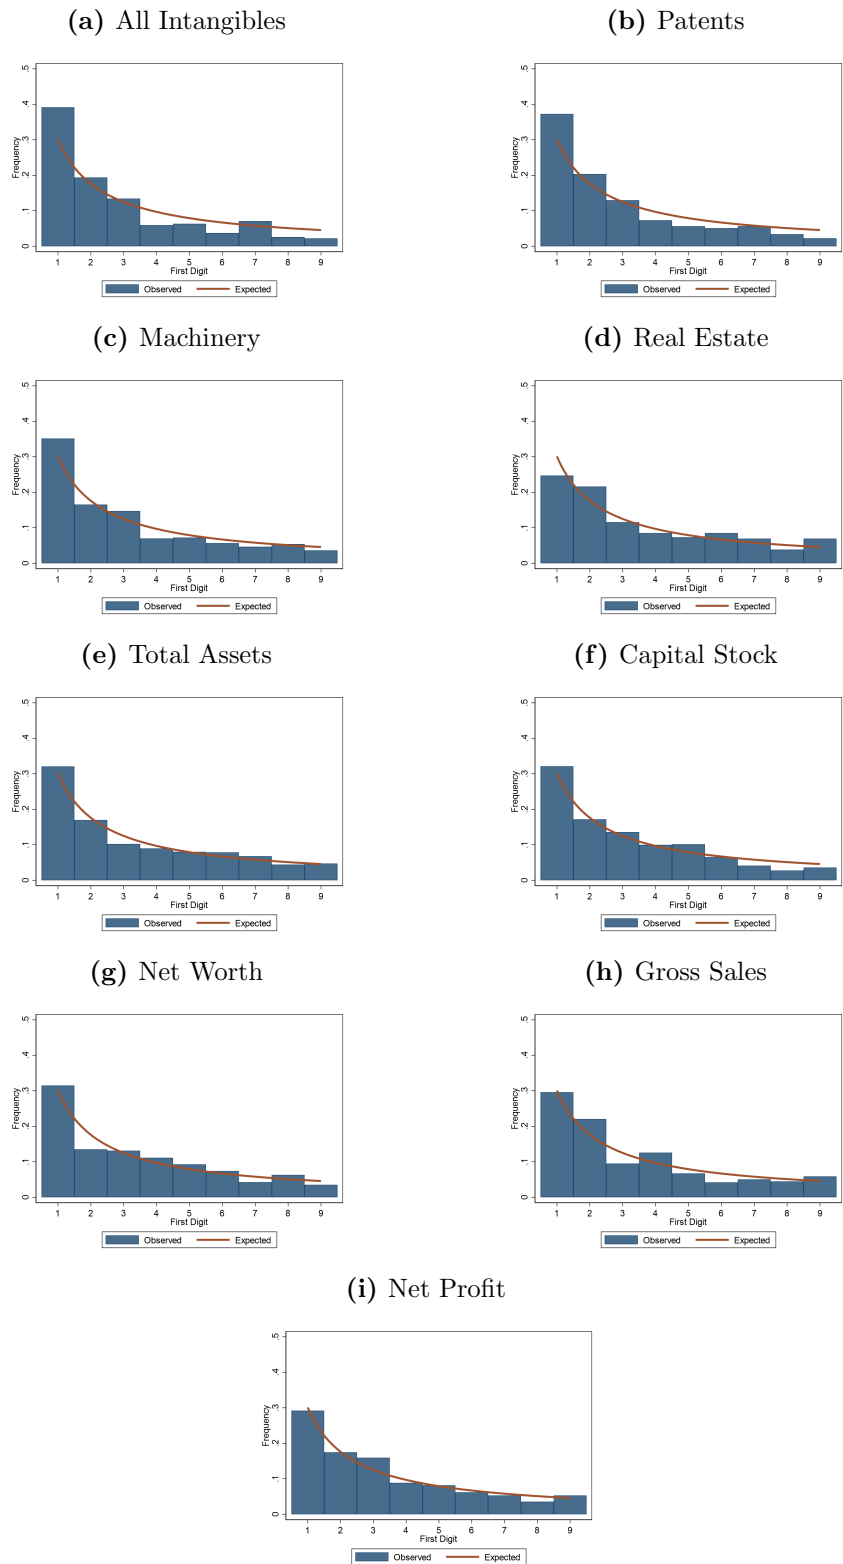 (a) All Intangibles
(b) Patents
.5
.4
.3
.2
.1
0
Frequency
1 2 3 4 5 6 7 8 9
First Digit
Observed Expected
.5
.4
.3
.2
.1
0
Frequency
1 2 3 4 5 6 7 8 9
First Digit
Observed Expected
(c) Machinery
(d) Real Estate
.5
.4
.3
.2
.1
0
Frequency
1 2 3 4 5 6 7 8 9
First Digit
Observed Expected
.5
.4
.3
.2
.1
0
Frequency
1 2 3 4 5 6 7 8 9
First Digit
Observed Expected
(e) Total Assets
(f) Capital Stock
.5
.4
.3
.2
.1
0
Frequency
1 2 3 4 5 6 7 8 9
First Digit
Observed Expected
.5
.4
.3
.2
.1
0
Frequency
1 2 3 4 5 6 7 8 9
First Digit
Observed Expected
(g) Net Worth
(h) Gross Sales
.5
.4
.3
.2
.1
0
Frequency
1 2 3 4 5 6 7 8 9
First Digit
Observed Expected
.5
.4
.3
.2
.1
0
Frequency
1 2 3 4 5 6 7 8 9
First Digit
Observed Expected
(i) Net Profit
.5
.4
.3
.2
.1
0
Frequency
1 2 3 4 5 6 7 8 9
First Digit
Observed Expected